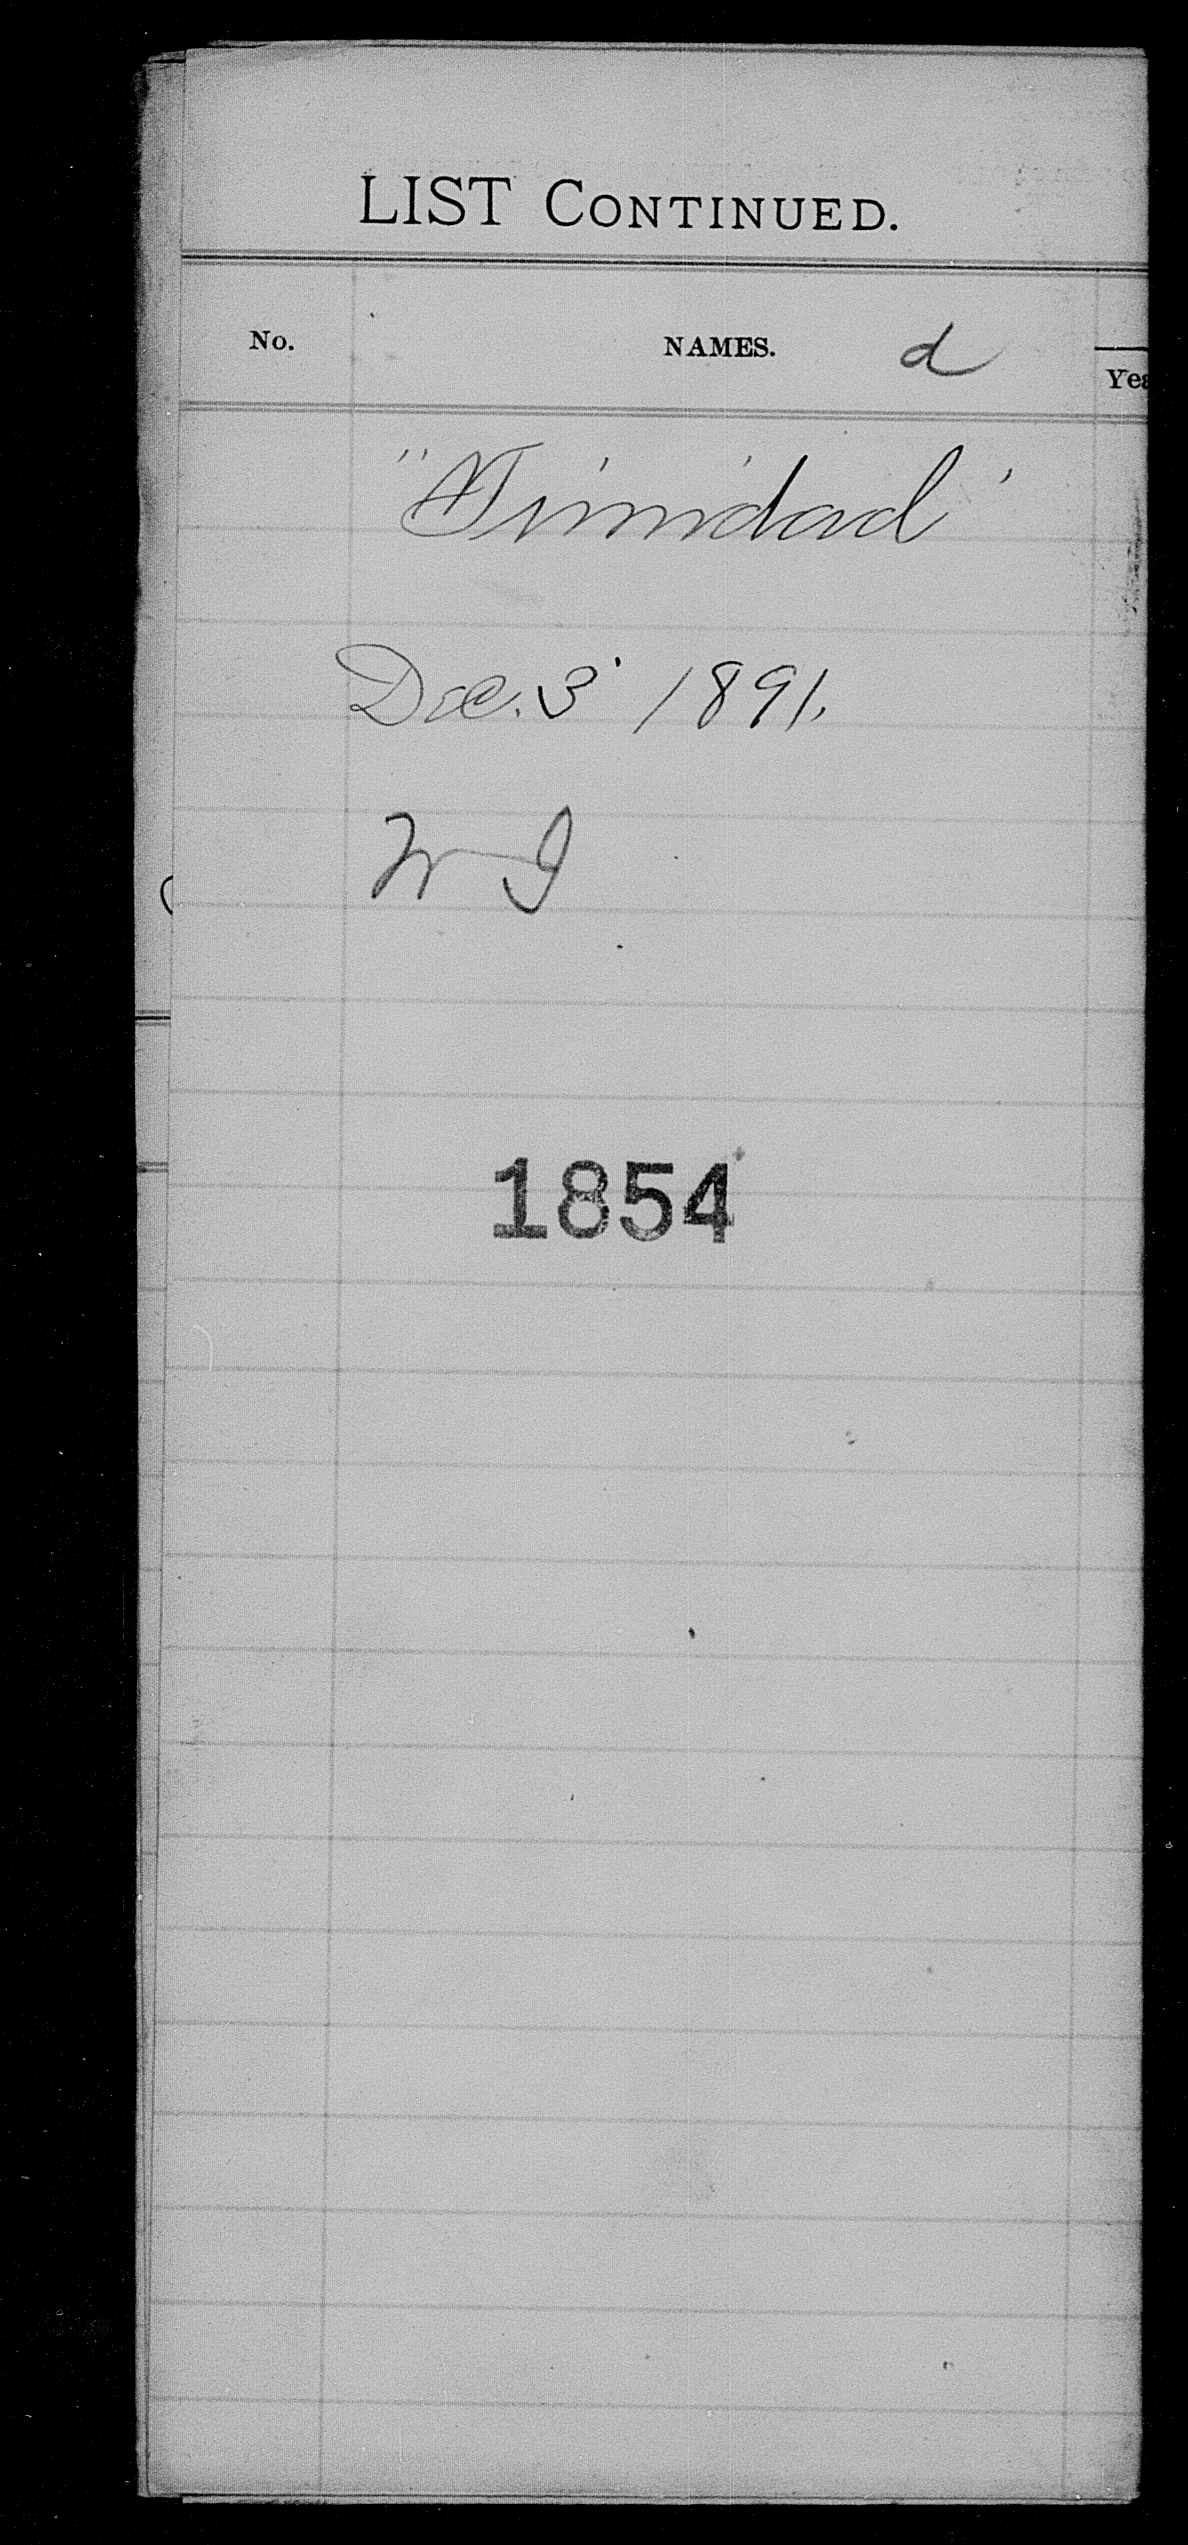 LIST CONTINUED.
No. NAMES. d
Yea
"Trinidad"
Dec. 3 1891.
W I
1854